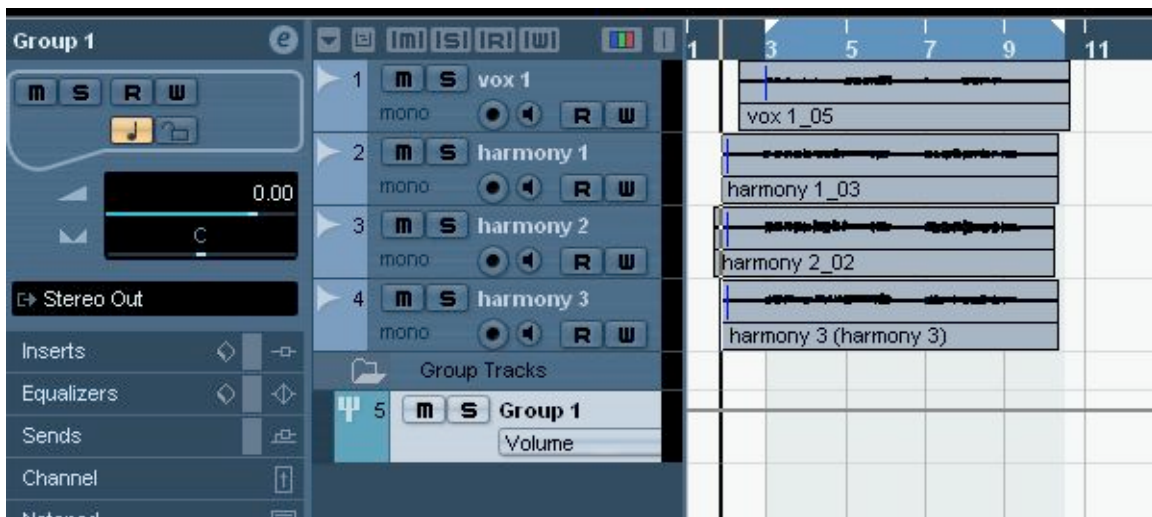 Group 1
e
m S R W
0.00
C
Stereo Out
Inserts
Equalizers
Sends
Channel
[M] [S] [R] [W]
1 m S vox 1
mono R W
2 m S harmony 1
mono R W
3 m S harmony 2
mono R W
4 m S harmony 3
mono R W
Group Tracks
5 m S Group 1
Volume
1 3 5 7 9 11
vox 1_05
harmony 1_03
harmony 2_02
harmony 3 (harmony 3)